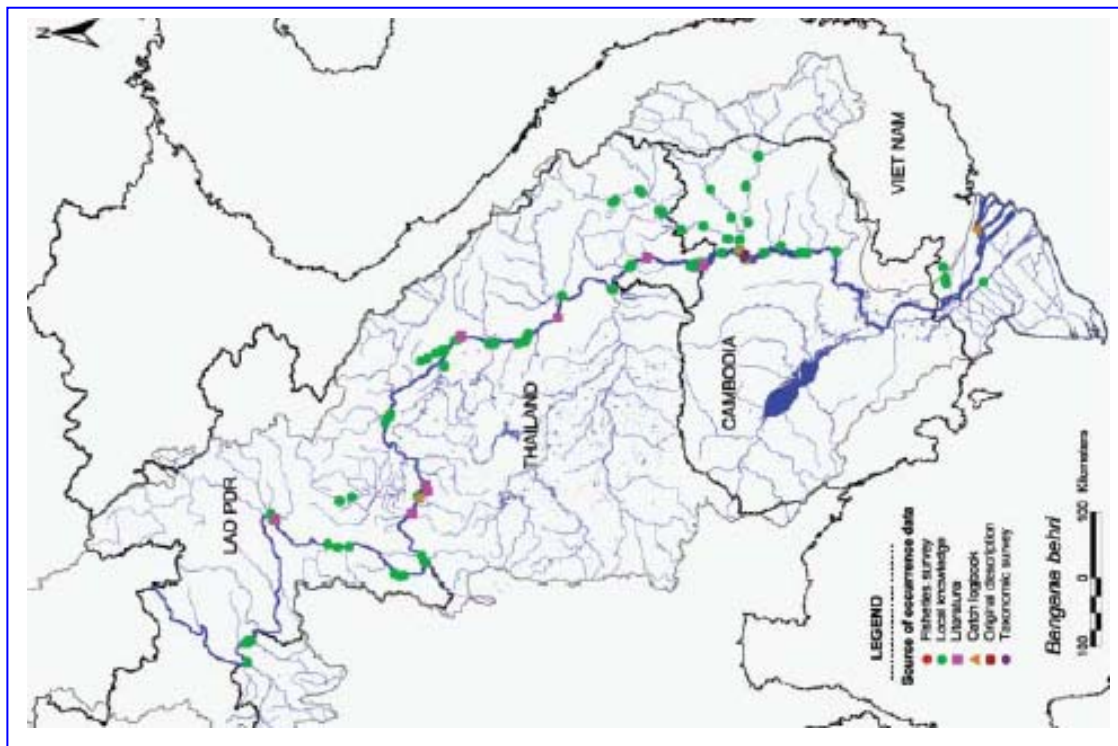 N
LAO PDR
THAILAND
VIET NAM
CAMBODIA
LEGEND
Source of occurrence data
Fisheries survey
Local knowledge
Literature
Catch logbook
Original description
Taxonomic survey
Bangana behri
100 0 100 Kilometers